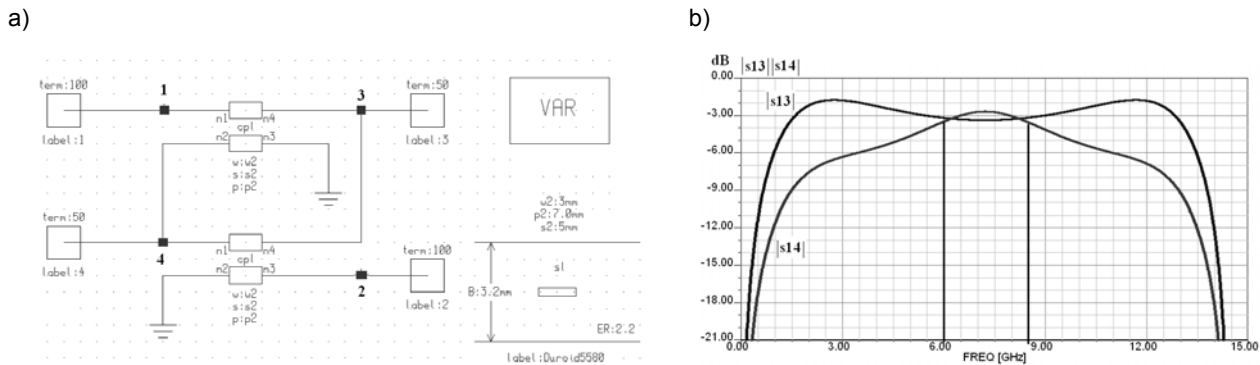 a)
term:100
label:1
1
n1 n4
cpl
n2 n3
w:w2
s:s2
p:p2
3
term:50
label:3
VAR
term:50
label:4
4
n1 n4
cpl
n2 n3
w:w2
s:s2
p:p2
2
term:100
label:2
w2:3mm
p2:7.0mm
s2:5mm
sl
B:3.2mm
ER:2.2
label:Duroid5580
b)
dB
|s13| |s14|
|s13|
|s14|
0.00
-3.00
-6.00
-9.00
-12.00
-15.00
-18.00
-21.00
0.00 3.00 6.00 9.00 12.00 15.00
FREQ [GHz]